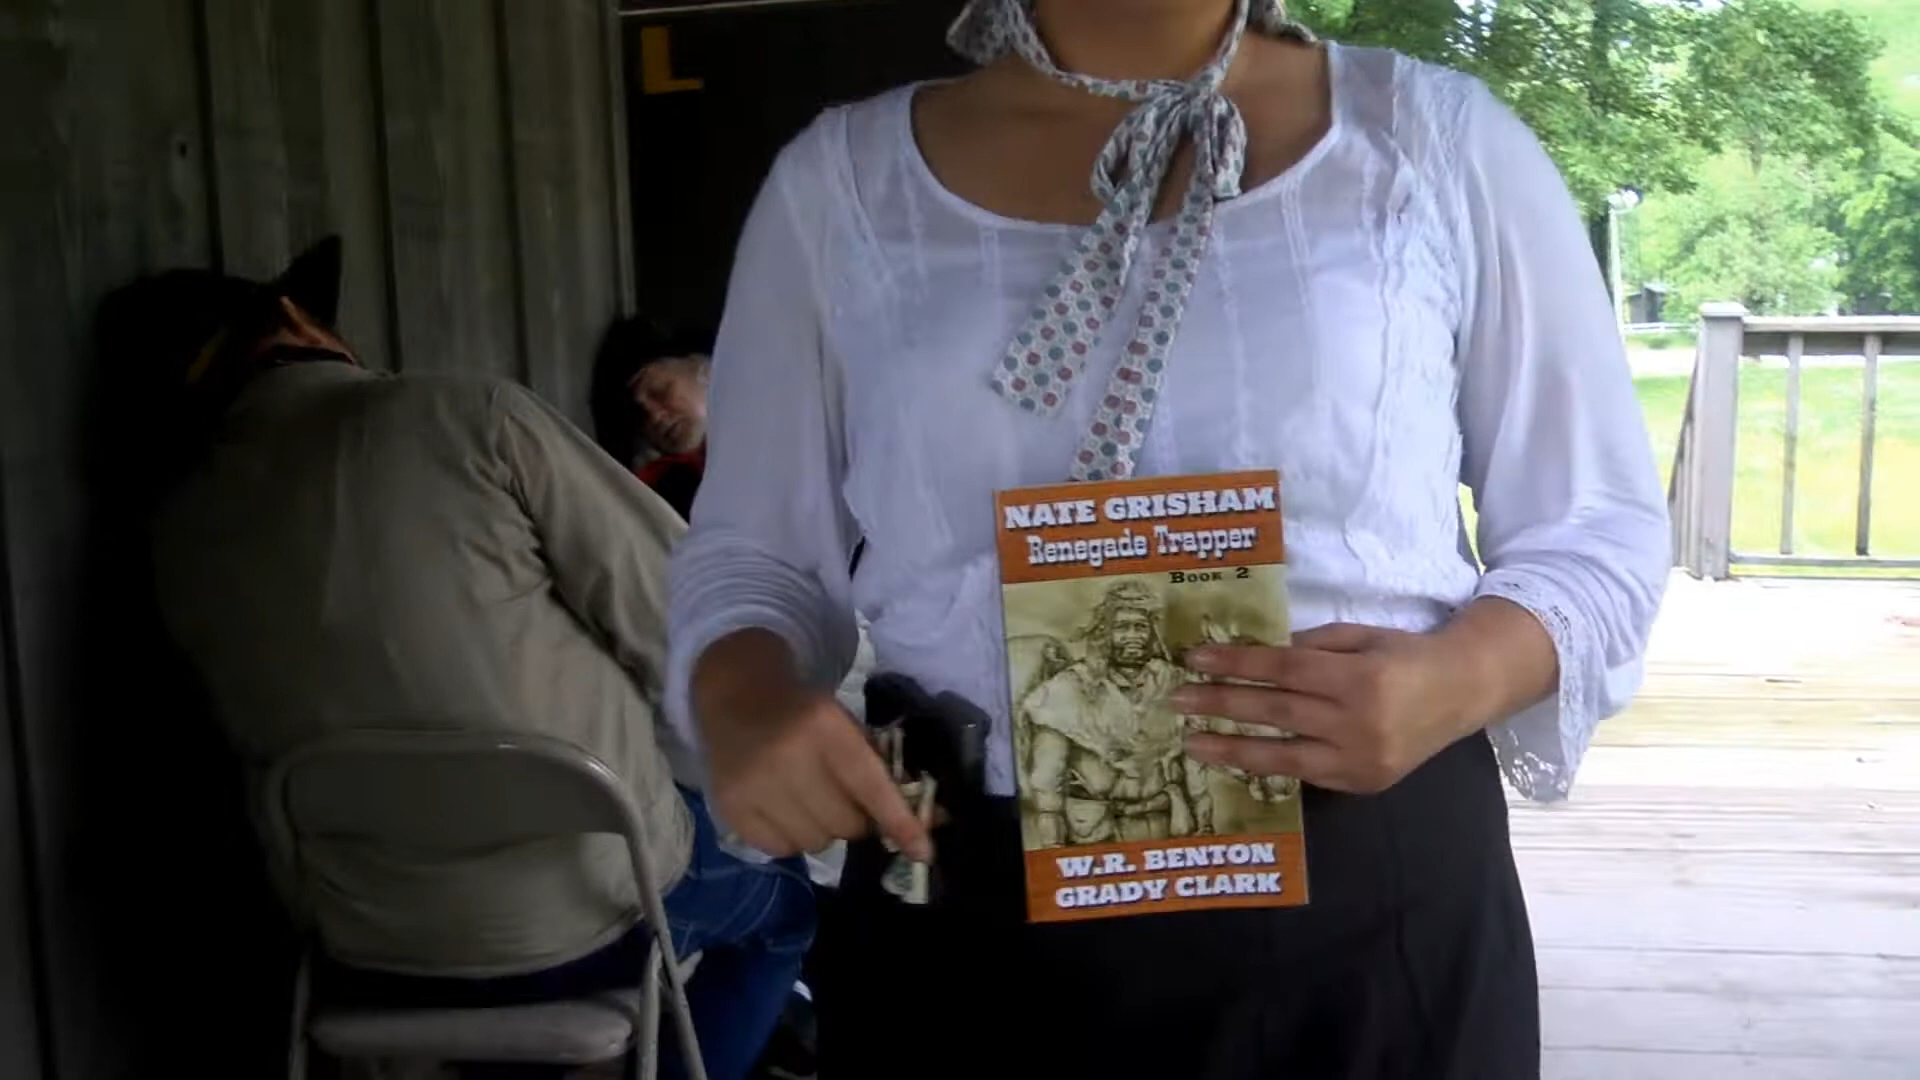 NATE GRISHAM
Renegade Trapper
BOOK 2
W.R. BENTON
GRADY CLARK